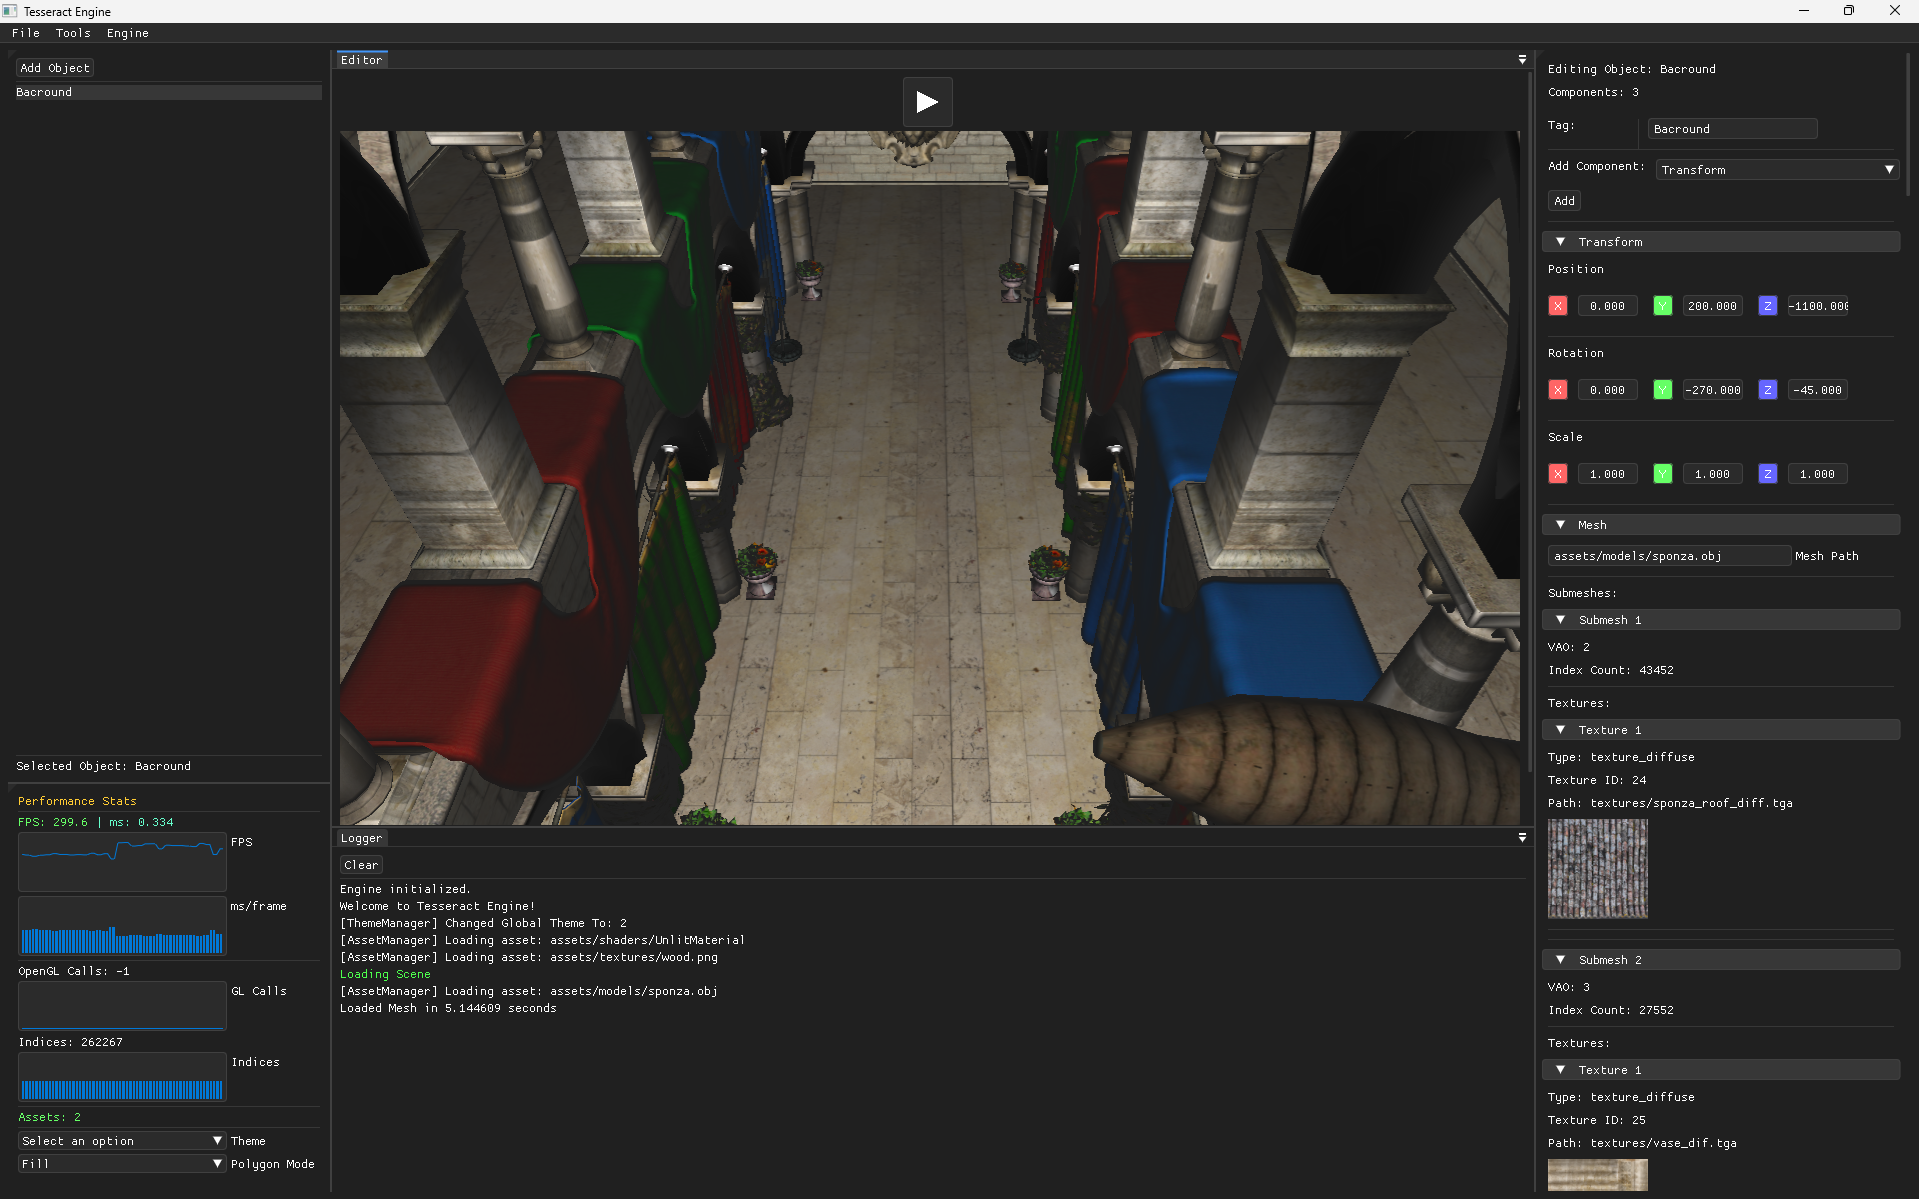 Tesseract Engine
File Tools Engine
Add Object
Bacround
Selected Object: Bacround
Performance Stats
FPS: 299.6 | ms: 0.334
FPS
ms/frame
OpenGL Calls: -1
GL Calls
Indices: 262267
Indices
Assets: 2
Select an option Theme
Fill Polygon Mode
Editor
Logger
Clear
Engine initialized.
Welcome to Tesseract Engine!
[ThemeManager] Changed Global Theme To: 2
[AssetManager] Loading asset: assets/shaders/UnlitMaterial
[AssetManager] Loading asset: assets/textures/wood.png
Loading Scene
[AssetManager] Loading asset: assets/models/sponza.obj
Loaded Mesh in 5.144609 seconds
Editing Object: Bacround
Components: 3
Tag: Bacround
Add Component: Transform
Add
Transform
Position
X 0.000 Y 200.000 Z -1100.000
Rotation
X 0.000 Y -270.000 Z -45.000
Scale
X 1.000 Y 1.000 Z 1.000
Mesh
assets/models/sponza.obj Mesh Path
Submeshes:
Submesh 1
VAO: 2
Index Count: 43452
Textures:
Texture 1
Type: texture_diffuse
Texture ID: 24
Path: textures/sponza_roof_diff.tga
Submesh 2
VAO: 3
Index Count: 27552
Textures:
Texture 1
Type: texture_diffuse
Texture ID: 25
Path: textures/vase_dif.tga